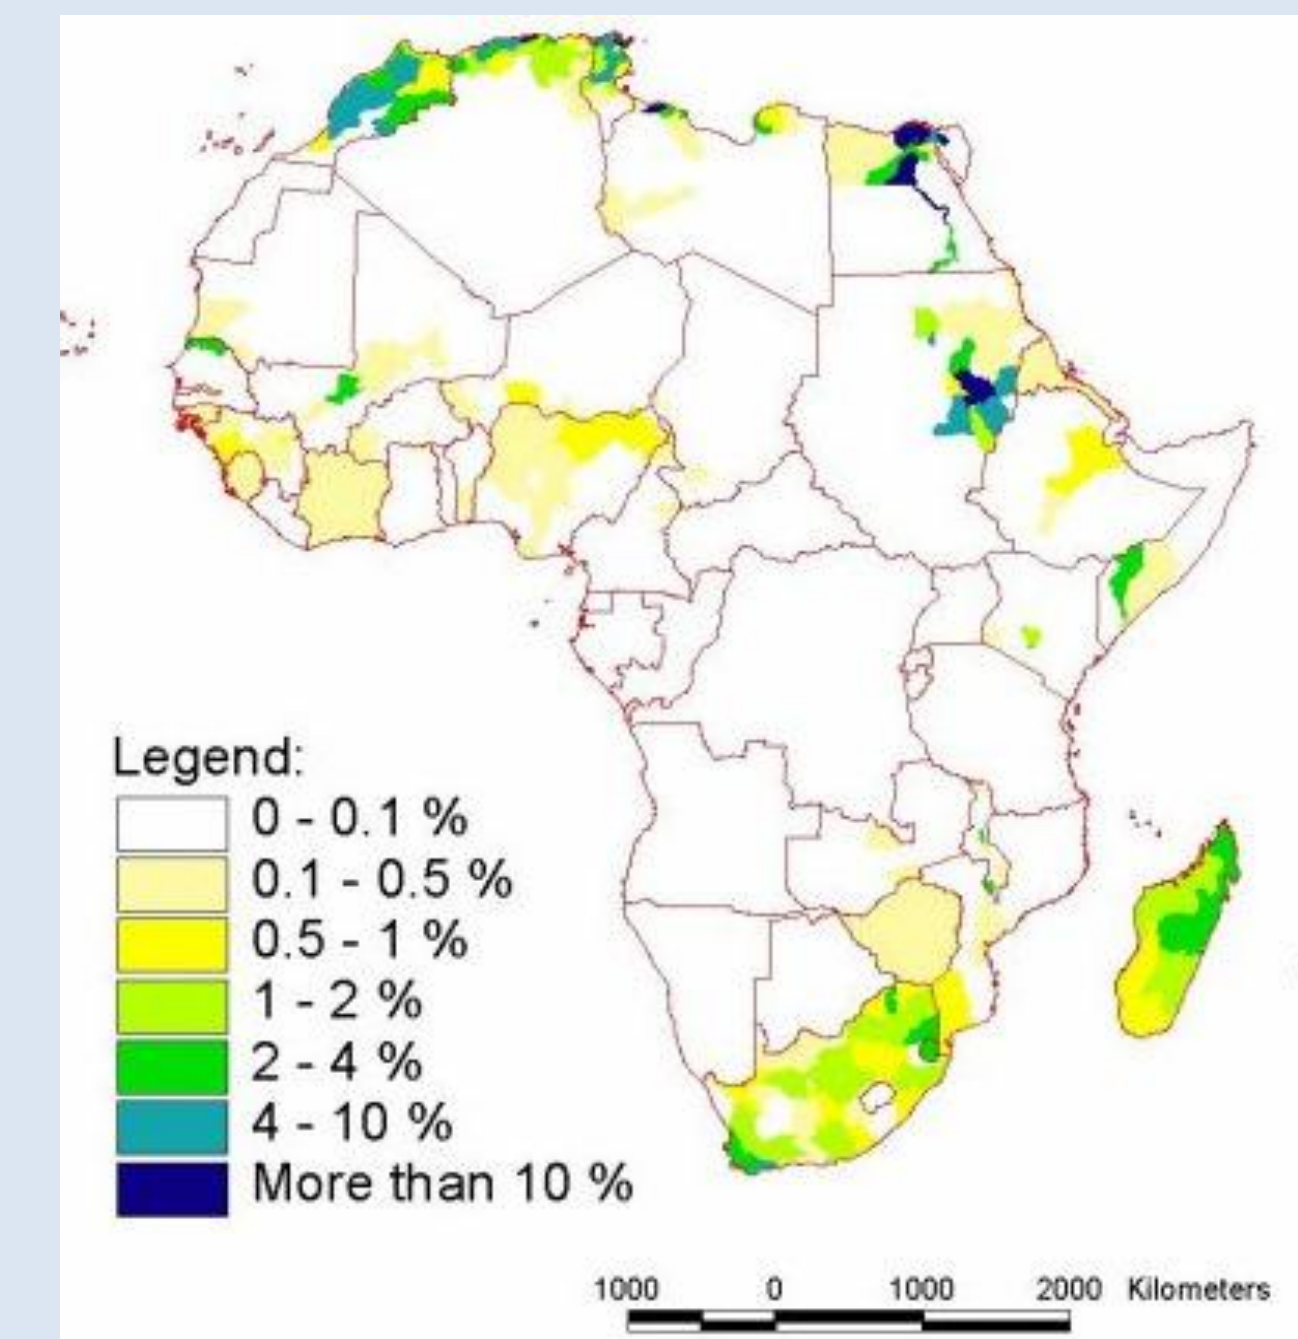 Legend:
0 - 0.1 %
0.1 - 0.5 %
0.5 - 1 %
1 - 2 %
2 - 4 %
4 - 10 %
More than 10 %
1000 0 1000 2000 Kilometers